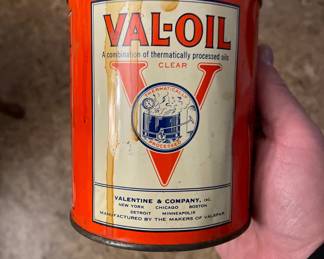 VAL-OIL
A combination of thermatically processed oils
CLEAR
THERMATICALLY
PROCESSED
VALENTINE & COMPANY, INC.
NEW YORK CHICAGO BOSTON
DETROIT MINNEAPOLIS
MANUFACTURED BY THE MAKERS OF VALSPAR